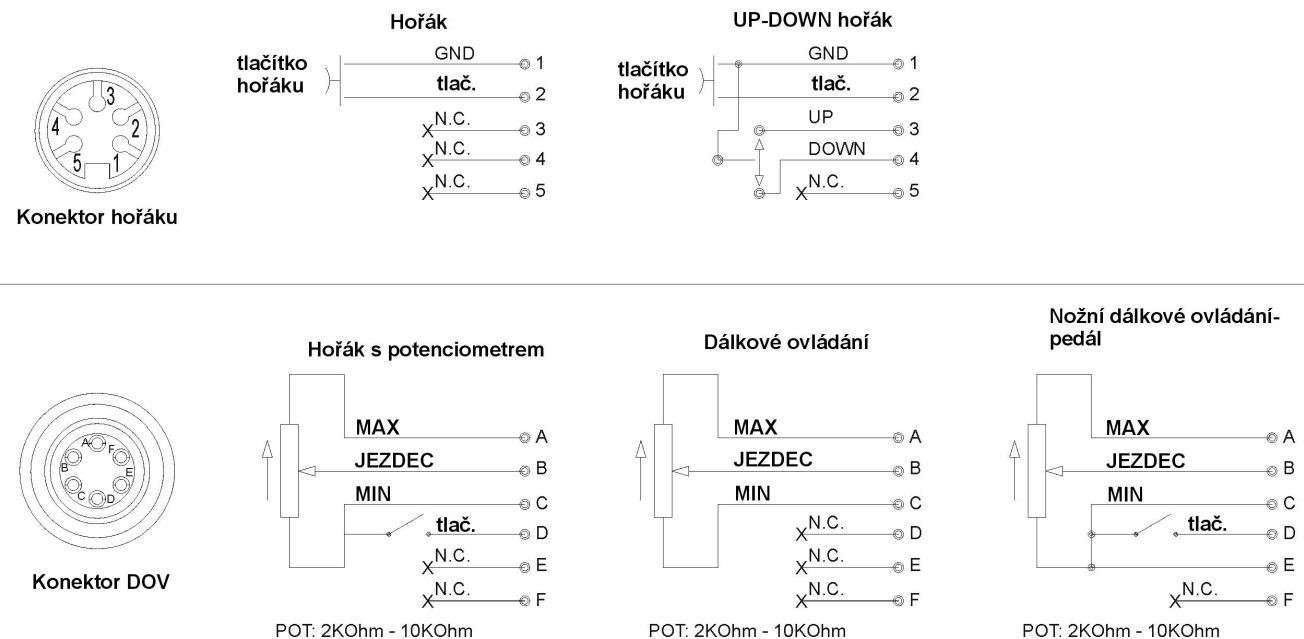 Hořák
UP-DOWN hořák
tlačítko
hořáku
GND
1
tlač.
2
N.C.
3
N.C.
4
N.C.
5
tlačítko
hořáku
GND
1
tlač.
2
UP
3
DOWN
4
N.C.
5
3
4
2
5
1
Konektor hořáku
Hořák s potenciometrem
Dálkové ovládání
Nožní dálkové ovládání-
pedál
A
F
B
E
C
D
Konektor DOV
MAX
A
JEZDEC
B
MIN
C
tlač.
D
N.C.
E
N.C.
F
POT: 2KOhm - 10KOhm
MAX
A
JEZDEC
B
MIN
C
N.C.
D
N.C.
E
N.C.
F
POT: 2KOhm - 10KOhm
MAX
A
JEZDEC
B
MIN
C
tlač.
D
E
N.C.
F
POT: 2KOhm - 10KOhm